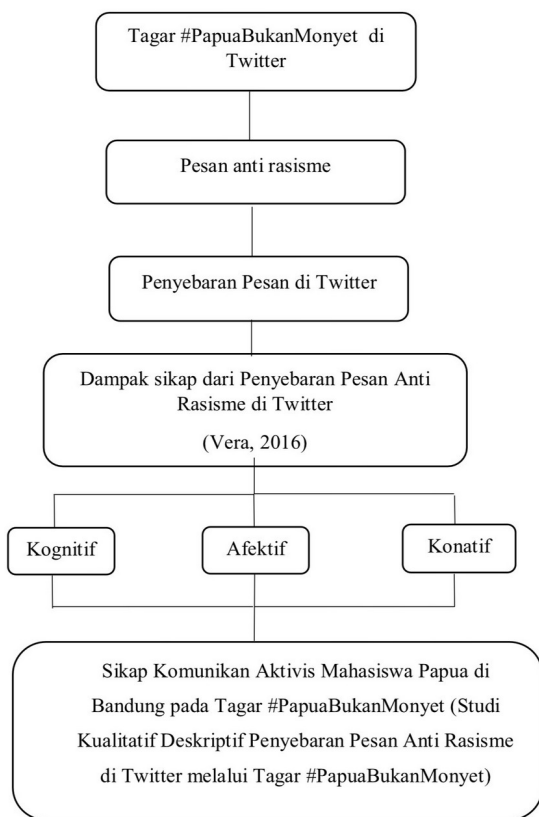 Tagar #PapuaBukanMonyet di
Twitter
Pesan anti rasisme
Penyebaran Pesan di Twitter
Dampak sikap dari Penyebaran Pesan Anti
Rasisme di Twitter
(Vera, 2016)
Kognitif
Afektif
Konatif
Sikap Komunikan Aktivis Mahasiswa Papua di
Bandung pada Tagar #PapuaBukanMonyet (Studi
Kualitatif Deskriptif Penyebaran Pesan Anti Rasisme
di Twitter melalui Tagar #PapuaBukanMonyet)